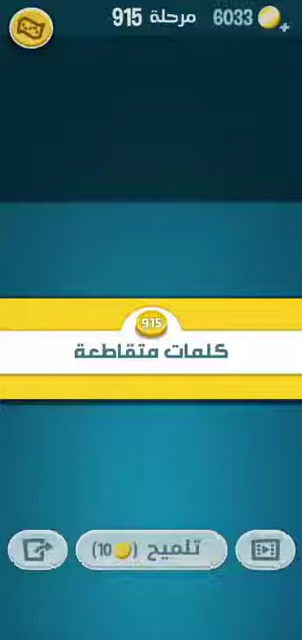 مرحلة 915
6033
915
كلمات متقاطعة
تلميح (10)